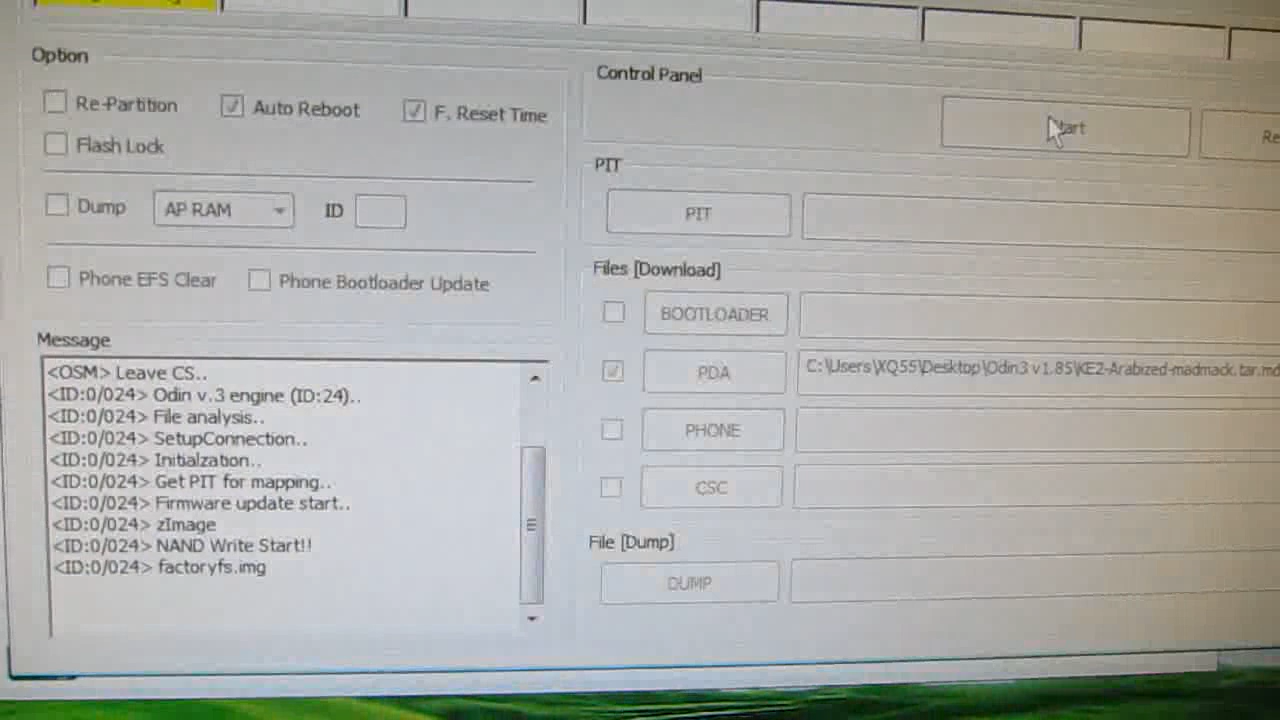 Option
Re-Partition
Auto Reboot
F. Reset Time
Flash Lock
Dump
AP RAM
ID
Phone EFS Clear
Phone Bootloader Update
Message
<OSM> Leave CS..
<ID:0/024> Odin v.3 engine (ID:24)..
<ID:0/024> File analysis..
<ID:0/024> SetupConnection..
<ID:0/024> Initialzation..
<ID:0/024> Get PIT for mapping..
<ID:0/024> Firmware update start..
<ID:0/024> zImage
<ID:0/024> NAND Write Start!!
<ID:0/024> factoryfs.img
Control Panel
Re
PIT
PIT
Files [Download]
BOOTLOADER
PDA
C:\Users\XQ55\Desktop\Odin3 v1.85\KE2-Arabized-madmack.tar.md
PHONE
CSC
File [Dump]
DUMP